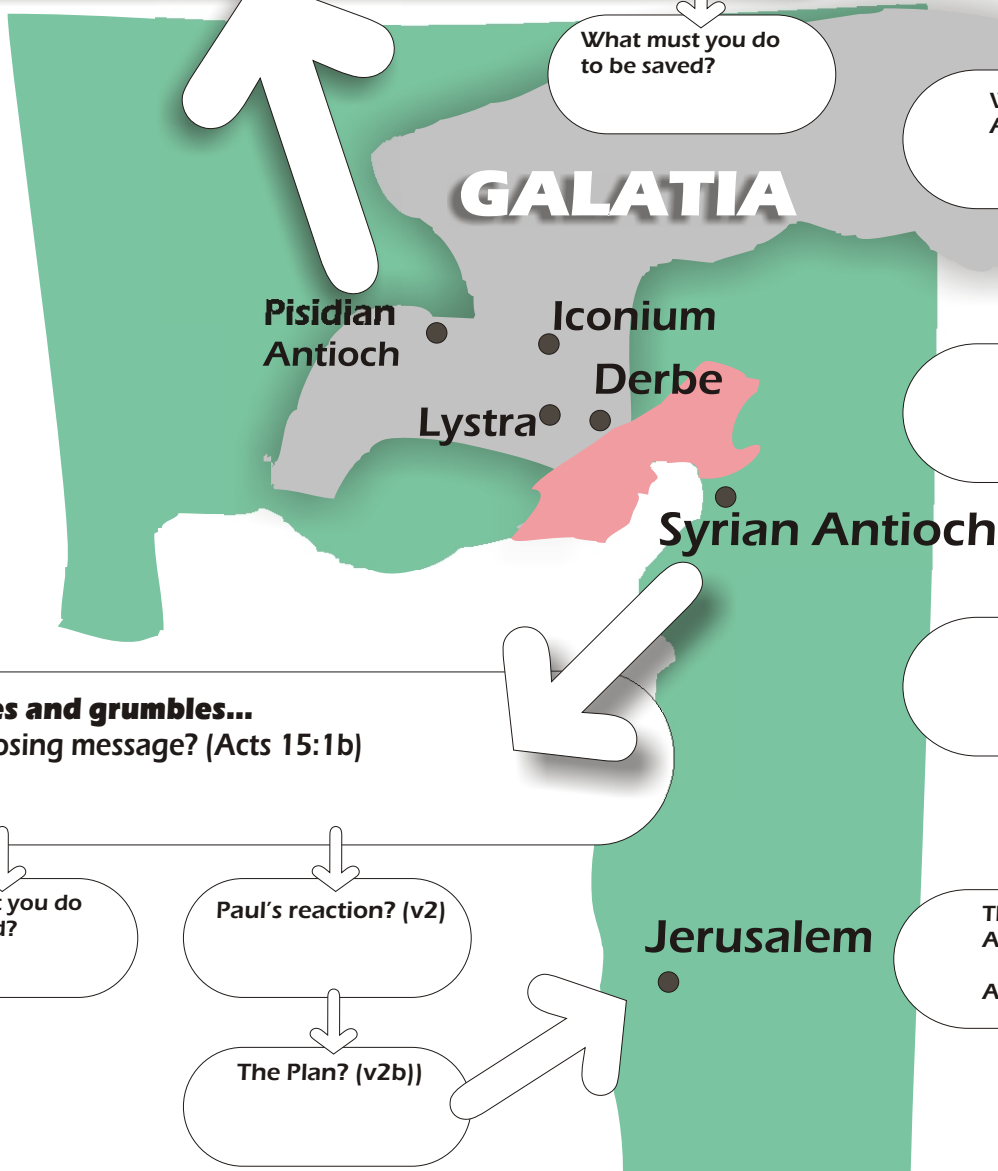 What must you do
to be saved?
GALATIA
Pisidian
Antioch
Iconium
Derbe
Lystra
Syrian Antioch
es and grumbles...
osing message? (Acts 15:1b)
you do
d?
Paul's reaction? (v2)
The Plan? (v2b))
Jerusalem
Th
A
A